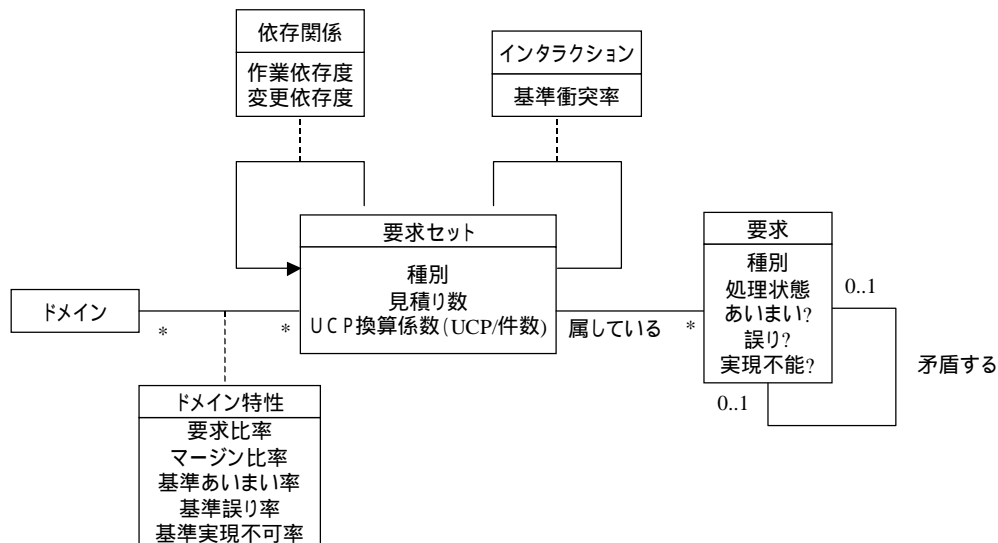 依存関係
作業依存度
変更依存度
インタラクション
基準衝突率
要求セット
種別
見積り数
UCP換算係数(UCP/件数)
要求
種別
処理状態
あいまい?
誤り?
実現不能?
0..1
0..1
矛盾する
ドメイン
*
*
属している
*
ドメイン特性
要求比率
マージン比率
基準あいまい率
基準誤り率
基準実現不可率